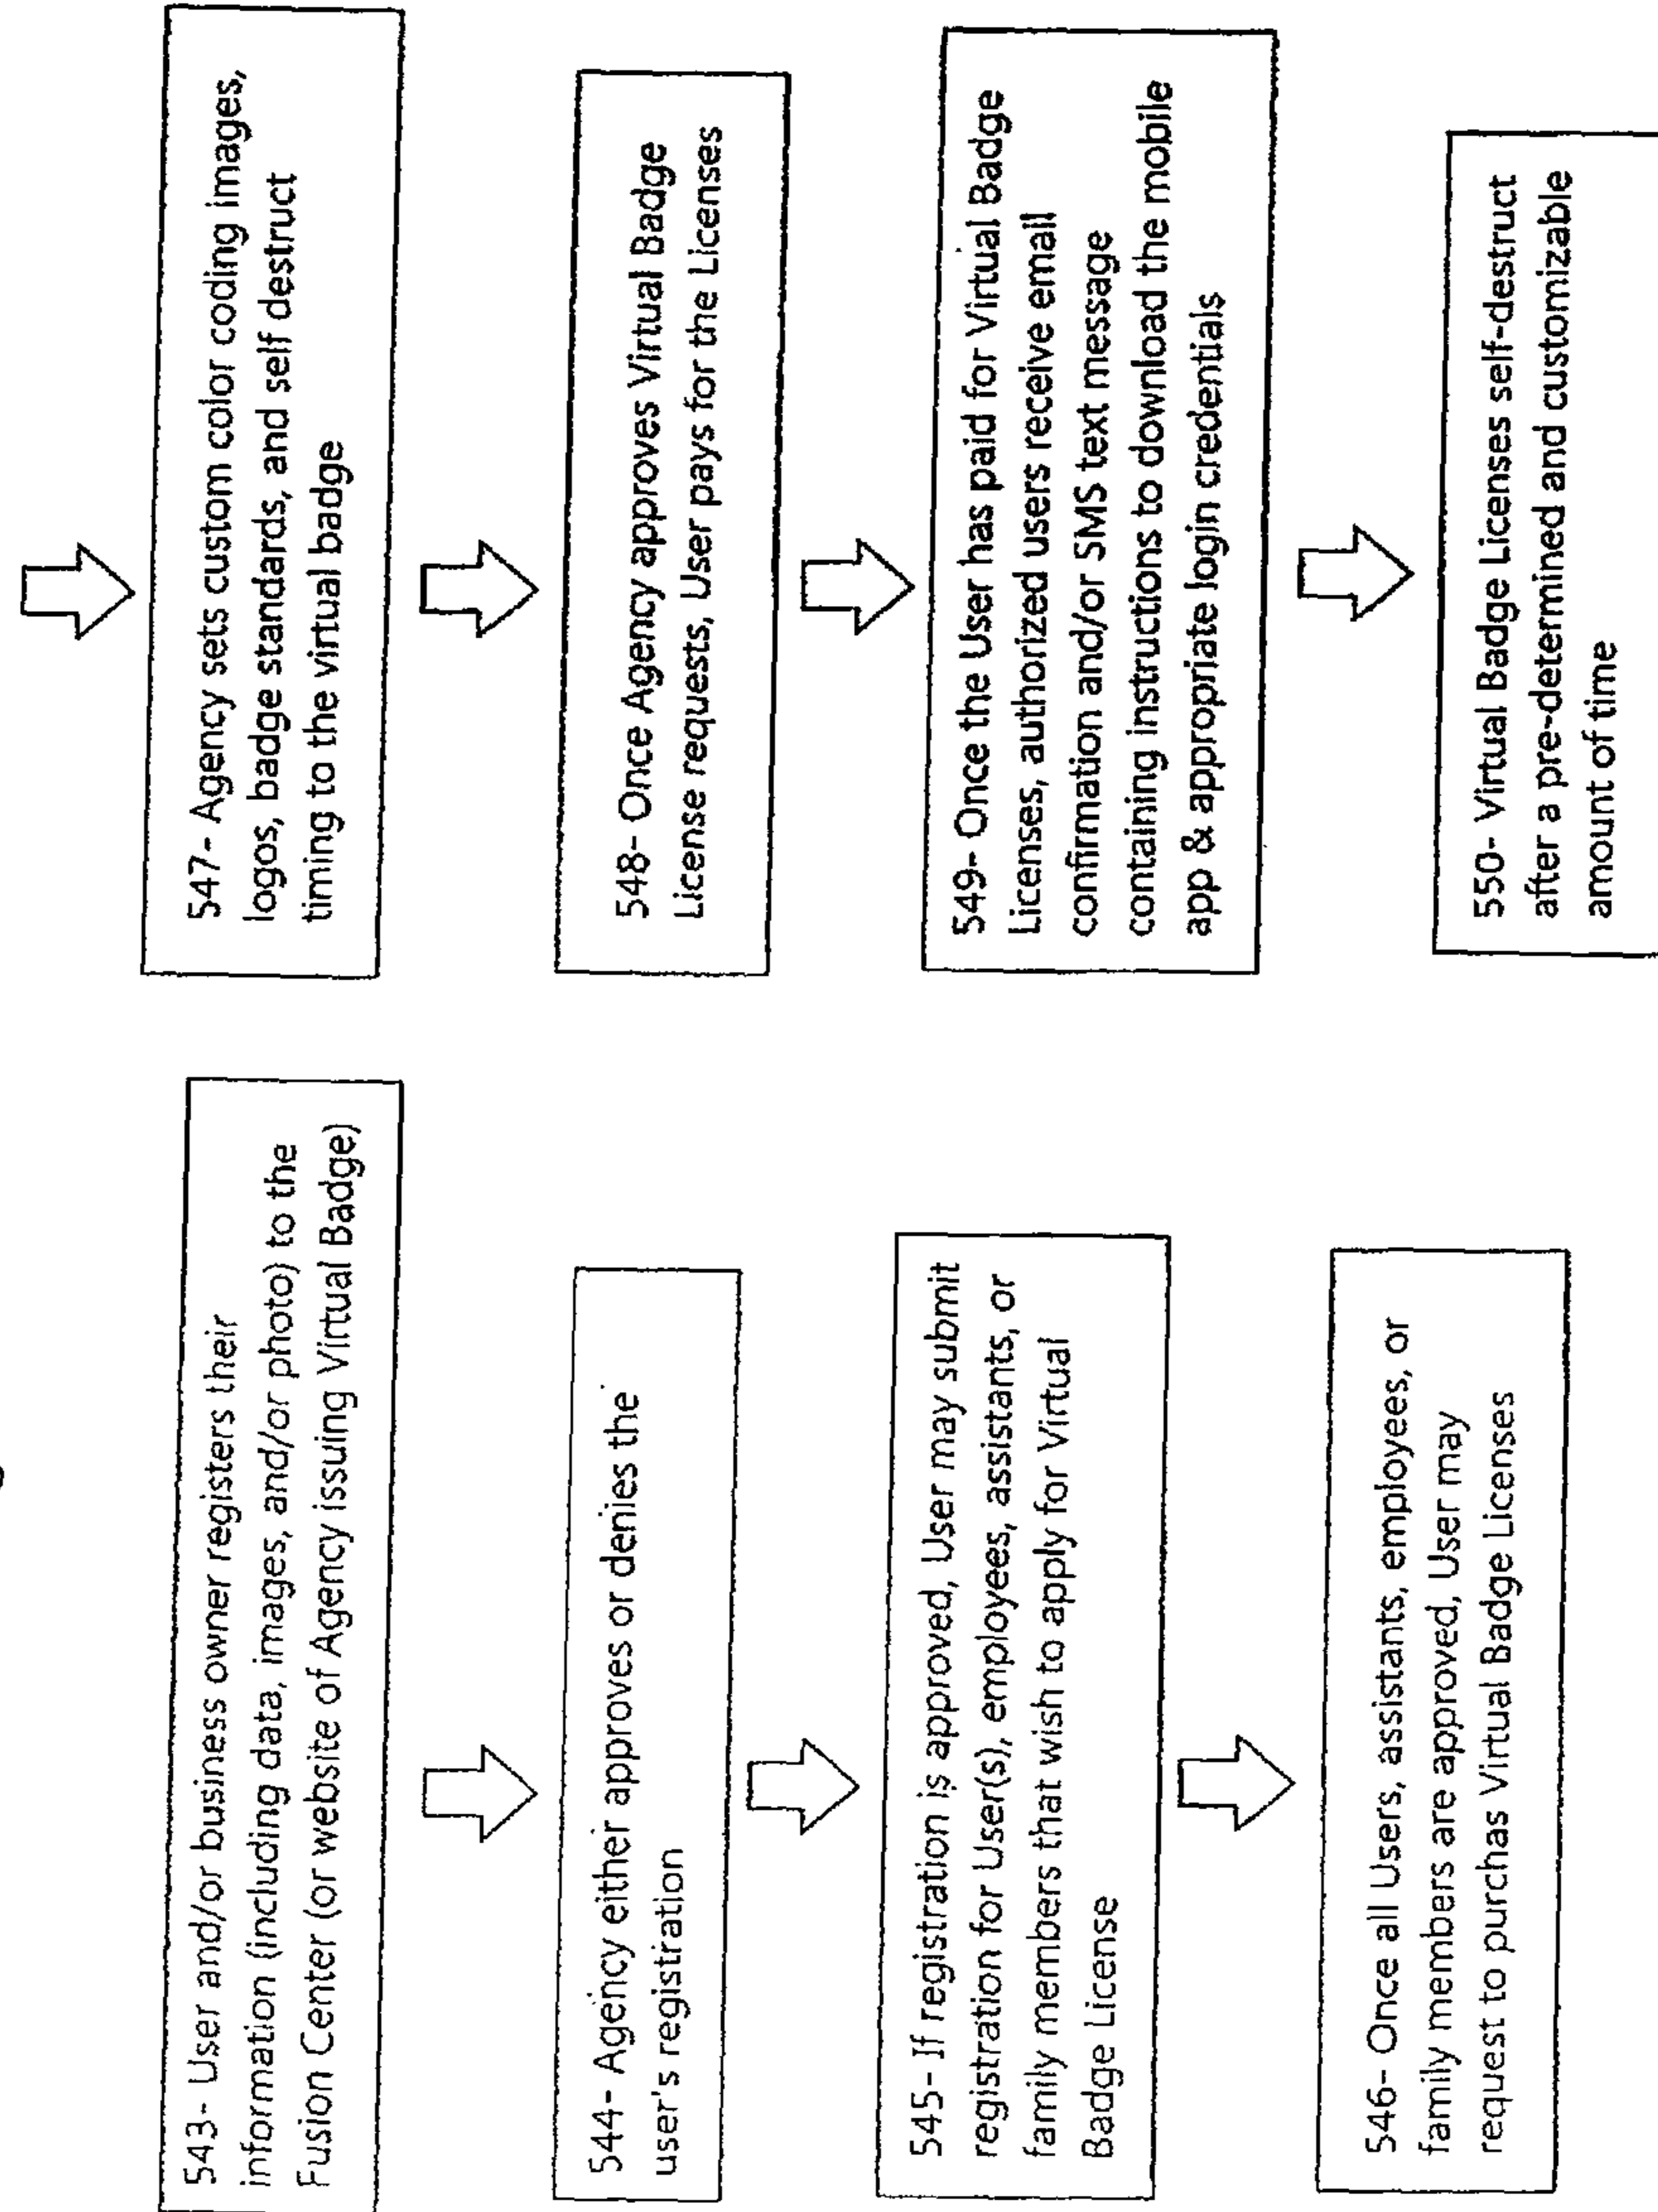 543- User and/or business owner registers their
information (including data, images, and/or photo) to the
Fusion Center (or website of Agency issuing Virtual Badge)
544- Agency either approves or denies the
user's registration
545- If registration is approved, User may submit
registration for User(s), employees, assistants, or
family members that wish to apply for Virtual
Badge License
546- Once all Users, assistants, employees, or
family members are approved, User may
request to purchas Virtual Badge Licenses
547- Agency sets custom color coding images,
logos, badge standards, and self destruct
timing to the virtual badge
548- Once Agency approves Virtual Badge
License requests, User pays for the Licenses
549- Once the User has paid for Virtual Badge
Licenses, authorized users receive email
confirmation and/or SMS text message
containing instructions to download the mobile
app & appropriate login credentials
550- Virtual Badge Licenses self-destruct
after a pre-determined and customizable
amount of time